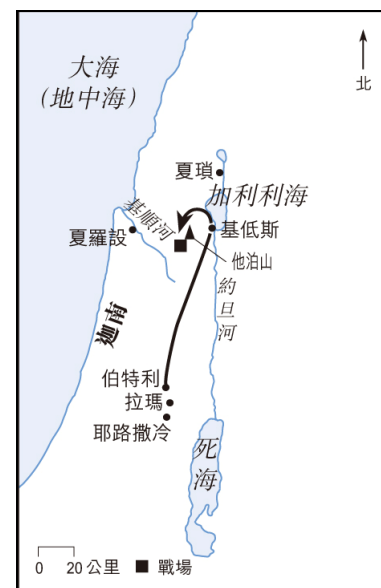 大海
(地中海)
北
夏瑣
加利利海
基順河
夏羅設
基低斯
他泊山
約旦河
迦南
伯特利
拉瑪
耶路撒冷
死海
0 20 公里 ■ 戰場